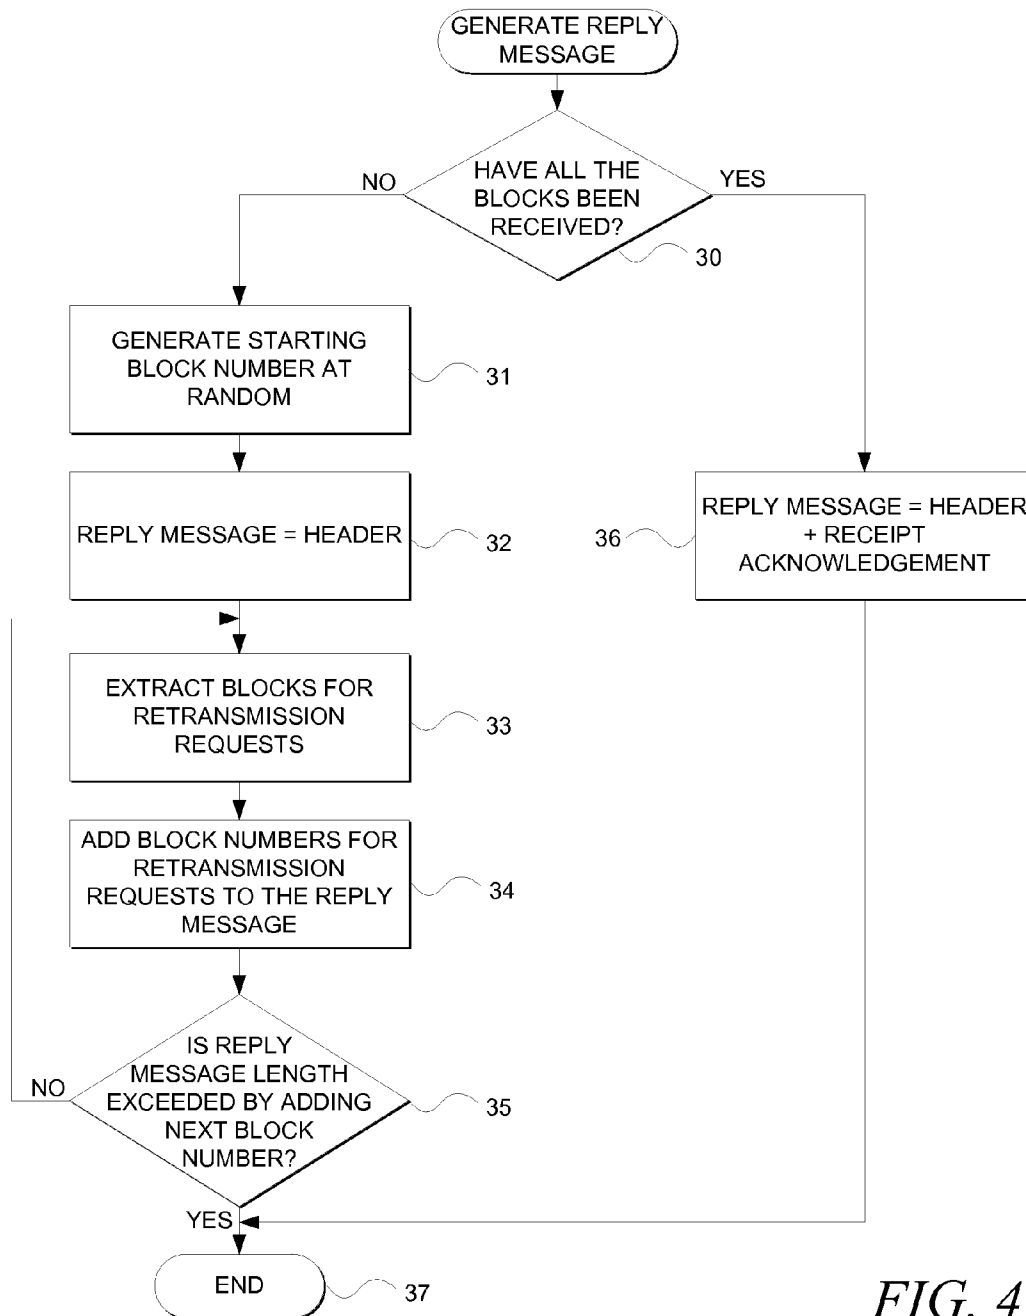 GENERATE REPLY
MESSAGE
HAVE ALL THE
BLOCKS BEEN
RECEIVED?
NO
YES
30
GENERATE STARTING
BLOCK NUMBER AT
RANDOM
31
REPLY MESSAGE = HEADER
32
REPLY MESSAGE = HEADER
+ RECEIPT
ACKNOWLEDGEMENT
36
EXTRACT BLOCKS FOR
RETRANSMISSION
REQUESTS
33
ADD BLOCK NUMBERS FOR
RETRANSMISSION
REQUESTS TO THE REPLY
MESSAGE
34
IS REPLY
MESSAGE LENGTH
EXCEEDED BY ADDING
NEXT BLOCK
NUMBER?
NO
35
YES
END
37
FIG. 4